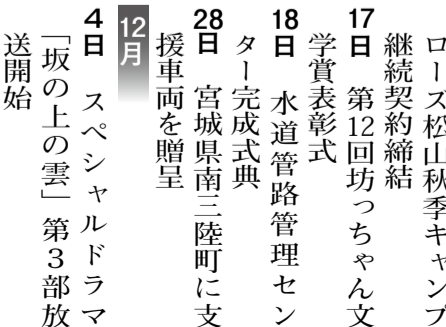 ローズ松山秋季キャンプ
継続契約締結
17日　第12回坊っちゃん文
学賞表彰式
18日　水道管路管理セン
ター完成式典
28日　宮城県南三陸町に支
援車両を贈呈
12月
4日　スペシャルドラマ
「坂の上の雲」第3部放
送開始